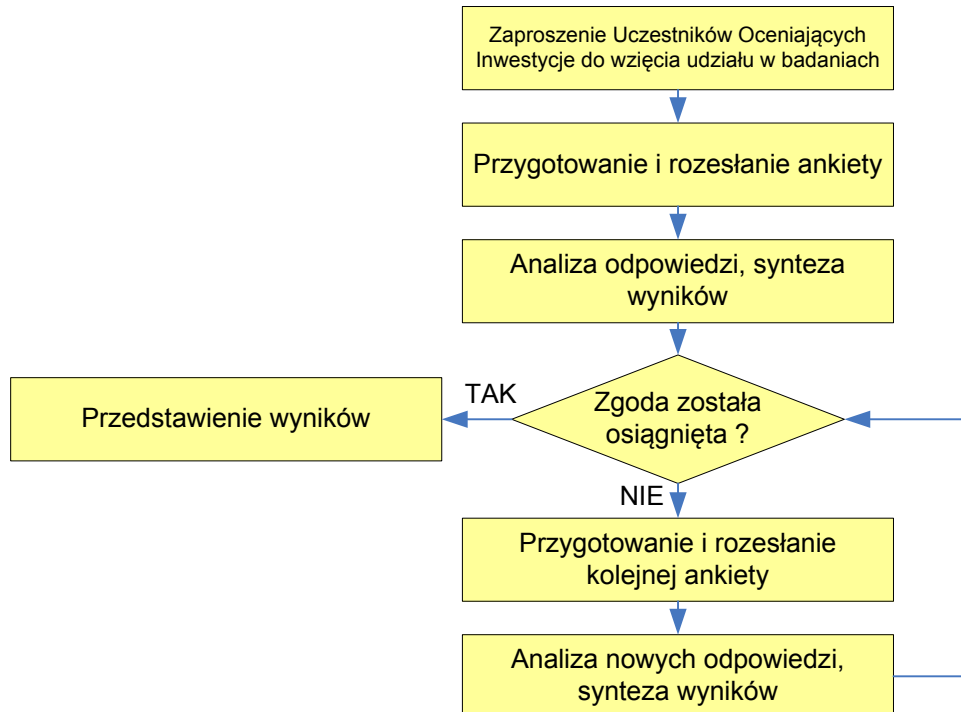 Zaproszenie Uczestników Oceniających
Inwestycje do wzięcia udziału w badaniach
Przygotowanie i rozesłanie ankiety
Analiza odpowiedzi, synteza
wyników
TAK
Przedstawienie wyników
Zgoda została
osiągnięta ?
NIE
Przygotowanie i rozesłanie
kolejnej ankiety
Analiza nowych odpowiedzi,
synteza wyników